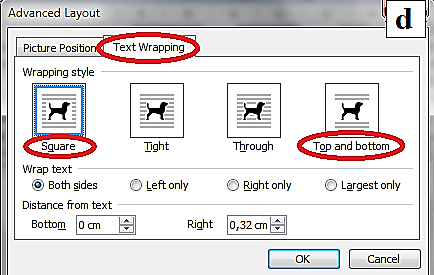 Advanced Layout
d
Picture Position Text Wrapping
Wrapping style
Square Tight Through Top and bottom
Wrap text
Both sides Left only Right only Largest only
Distance from text
Bottom 0 cm Right 0,32 cm
OK Cancel